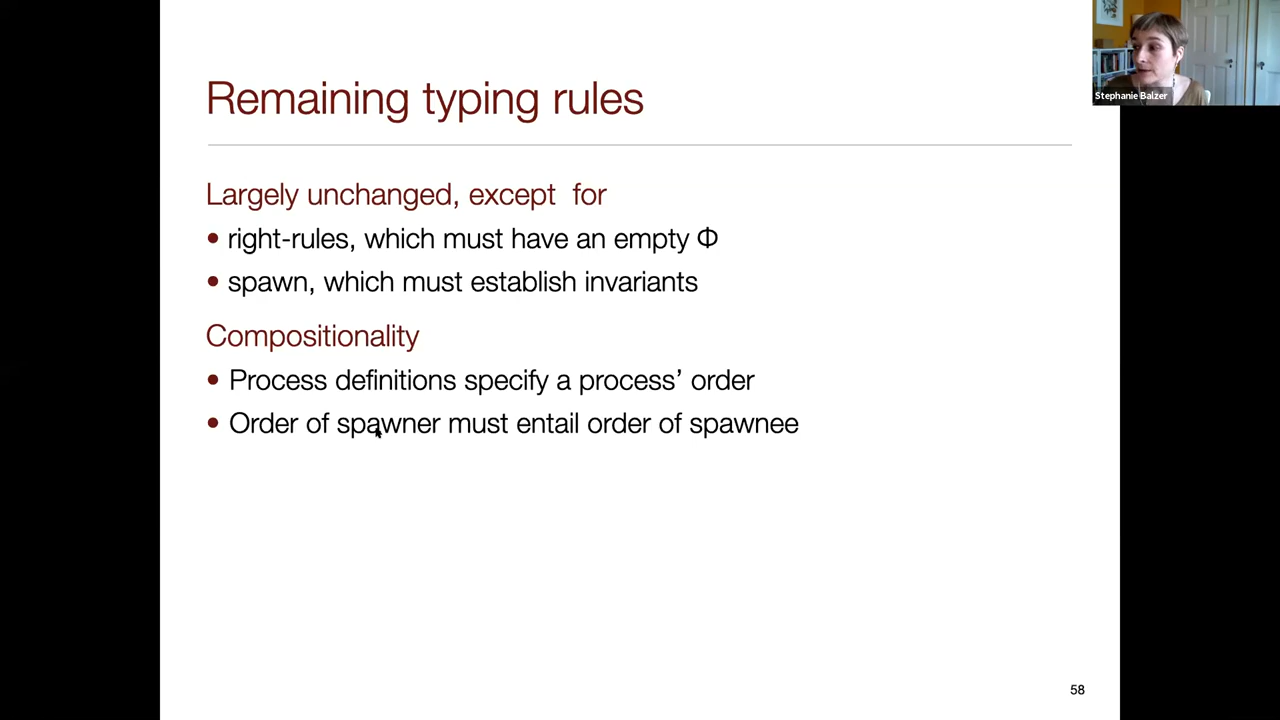 Remaining typing rules
Stephanie Balzer
Largely unchanged, except for
• right-rules, which must have an empty Φ
• spawn, which must establish invariants
Compositionality
• Process definitions specify a process’ order
• Order of spawner must entail order of spawnee
58